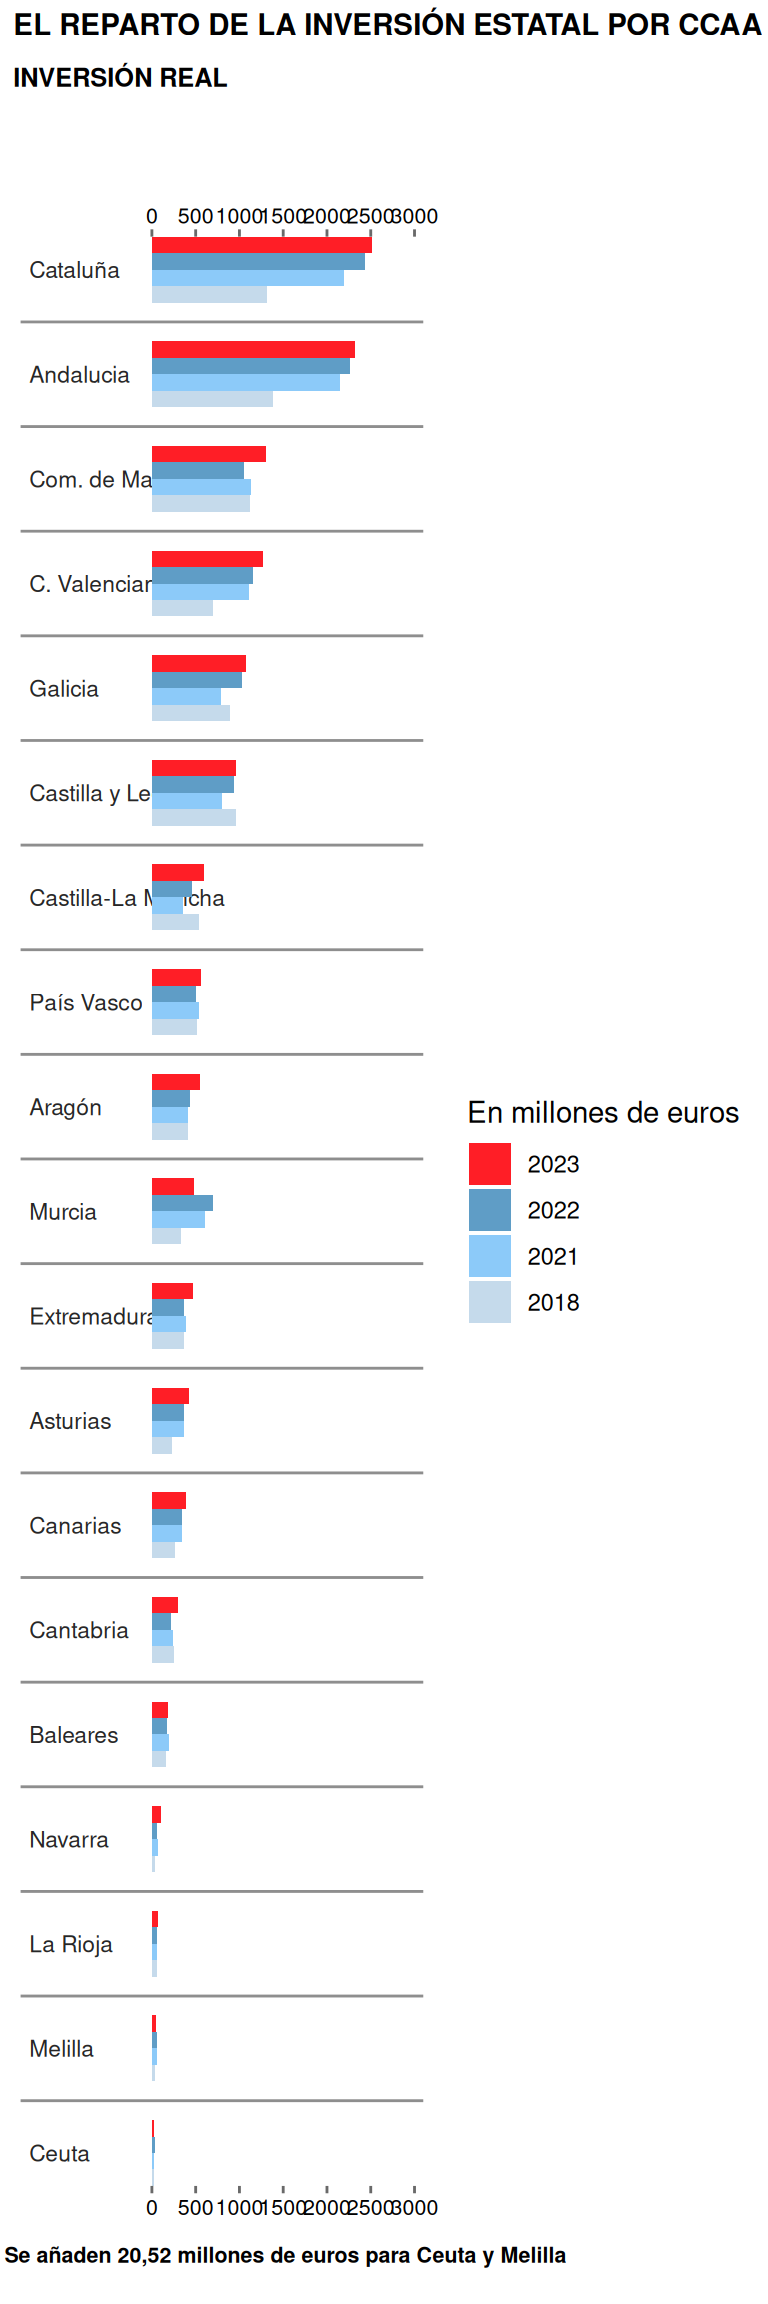 EL REPARTO DE LA INVERSIÓN ESTATAL POR CCAA
INVERSIÓN REAL
0 500 1000 1500 2000 2500 3000
Cataluña
Andalucia
Com. de Ma
C. Valencian
Galicia
Castilla y Le
Castilla-La M cha
País Vasco
Aragón
Murcia
Extremadura
Asturias
Canarias
Cantabria
Baleares
Navarra
La Rioja
Melilla
Ceuta
0 500 1000 1500 2000 2500 3000
En millones de euros
2023
2022
2021
2018
Se añaden 20,52 millones de euros para Ceuta y Melilla